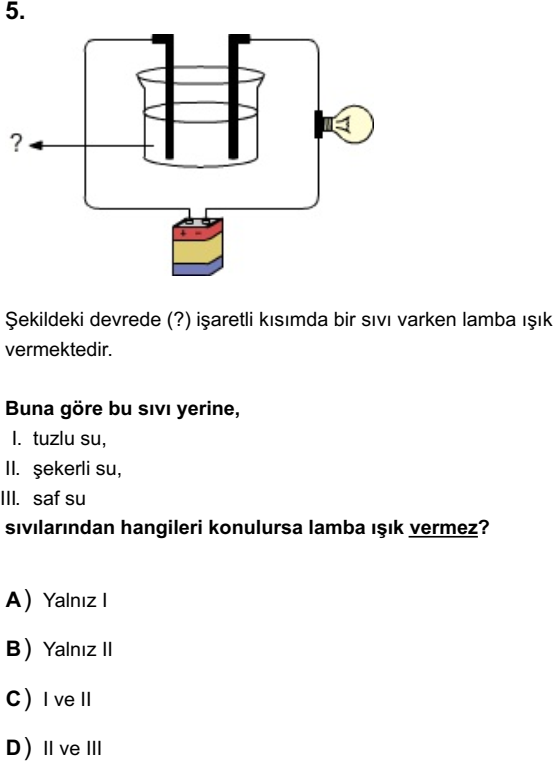 5.
?
+ -
Şekildeki devrede (?) işaretli kısımda bir sıvı varken lamba ışık
vermektedir.
Buna göre bu sıvı yerine,
I. tuzlu su,
II. şekerli su,
III. saf su
sıvılarından hangileri konulursa lamba ışık vermez?
A) Yalnız I
B) Yalnız II
C) I ve II
D) II ve III